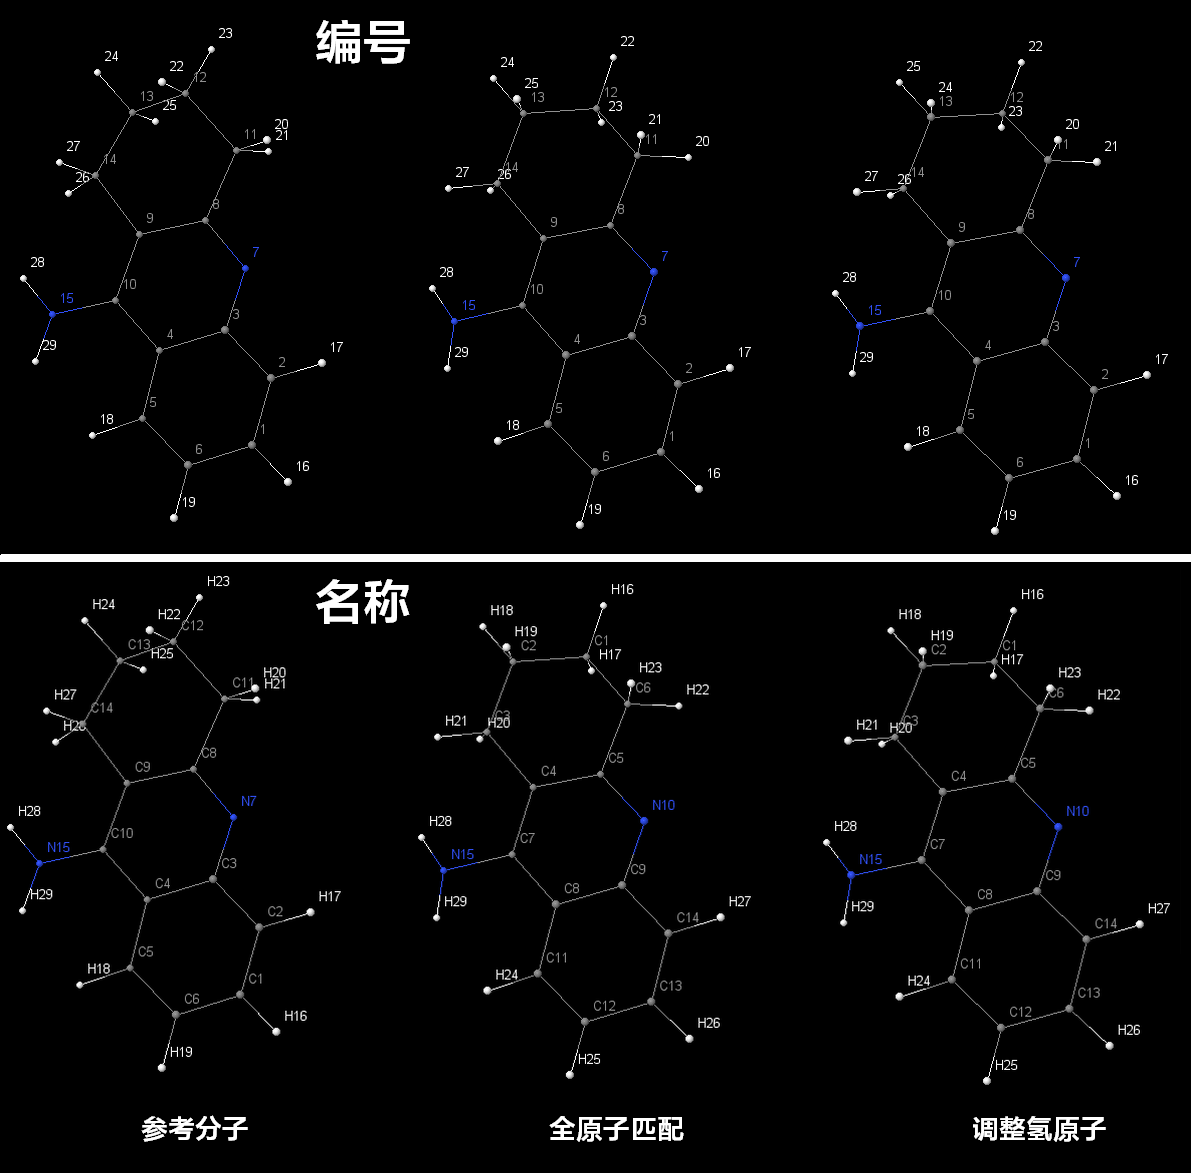 编号
23
24
22
12
13
25
20
11
21
27
14
26
9
8
7
28
15
10
3
4
29
2
17
5
18
1
6
16
19
22
24
25
12
13
23
21
11
20
14
27
26
9
8
7
28
10
15
3
4
29
2
17
5
18
1
6
16
19
22
25
24
12
13
23
20
11
21
27
26
14
9
8
7
28
10
15
3
4
29
2
17
5
18
1
6
16
19
名称
H23
H24
H22
C12
C13
H25
H20
C11
H21
H27
C14
H26
C9
C8
N7
H28
C10
N15
C3
C4
H29
C2
H17
C5
H18
C1
C6
H16
H19
H16
H18
H19
C1
C2
H17
H23
C6
H22
C3
H21
H20
C5
C4
N10
H28
C7
N15
C9
C8
H29
C14
H27
C11
H24
C13
C12
H26
H25
H16
H18
H19
C1
C2
H17
H23
C6
H22
H21
C3
H20
C5
C4
N10
H28
C7
N15
C9
C8
H29
C14
H27
C11
H24
C13
C12
H26
H25
参考分子
全原子匹配
调整氢原子